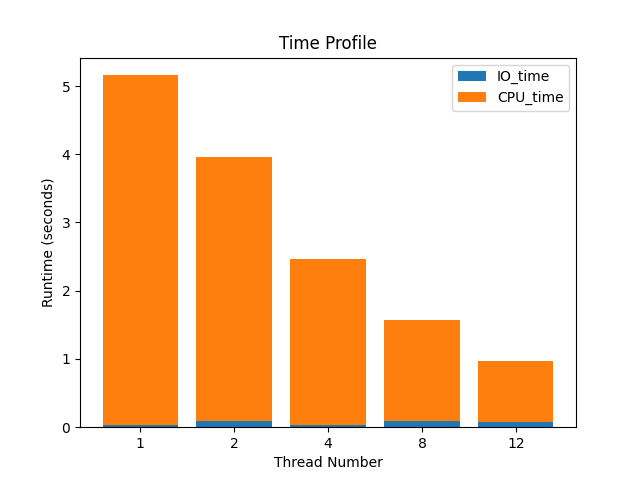 Time Profile
IO_time
CPU_time
5
4
3
2
1
0
Runtime (seconds)
1 2 4 8 12
Thread Number